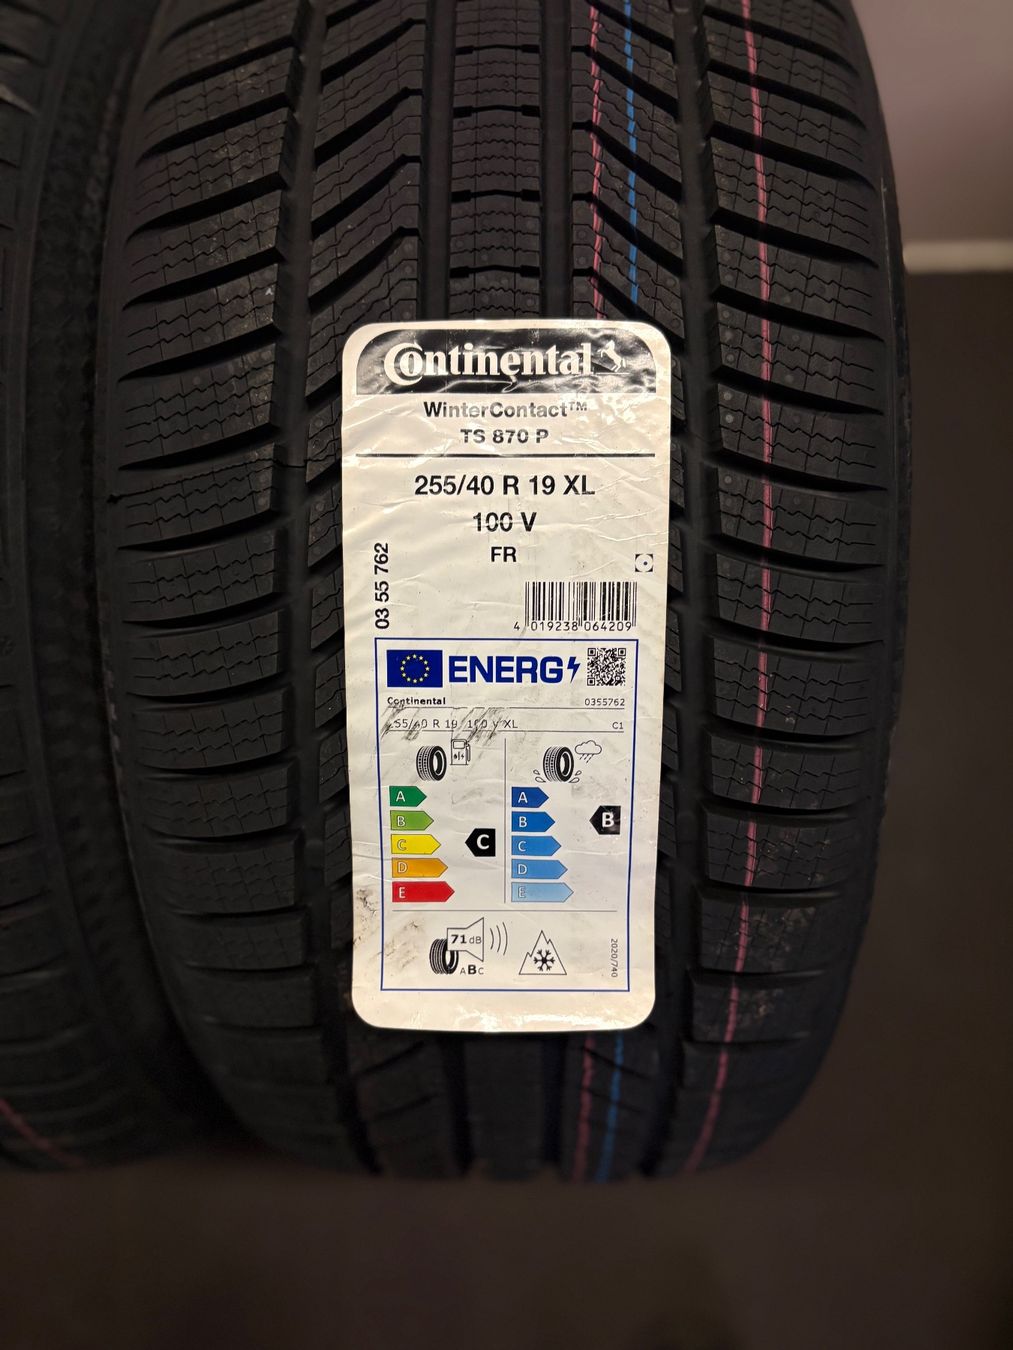 Continental
WinterContact™
TS 870 P
255/40 R 19 XL
100 V
FR
03 55 762
4 019238 064209
ENERG
Continental 0355762
255/40 R 19 100 V XL C1
A
B
C
D
E
C
A
B
C
D
E
B
71 dB
ABC
2020/740